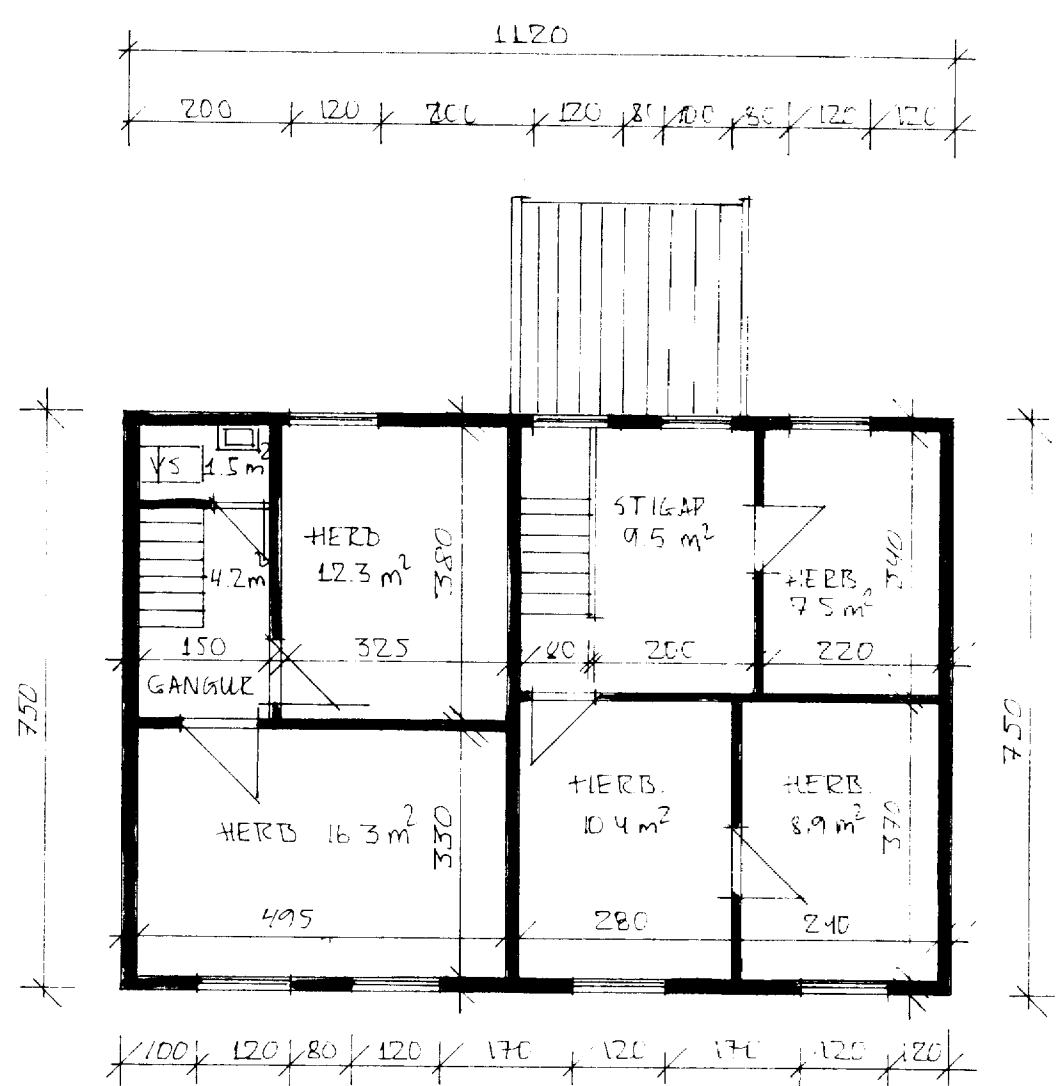 1120
200 120 200 120 80 100 80 120 120
VS 1.5 m²
STIGAP
9.5 m²
HERB
12.3 m²
380
340
4.2 m²
HERB.
7.5 m²
150 325 80 200 220
GANGUR
750
750
HERB.
10.4 m²
HERB.
8.9 m²
HERB 16.3 m²
330
370
495 280 240
100 120 80 120 170 120 170 120 120